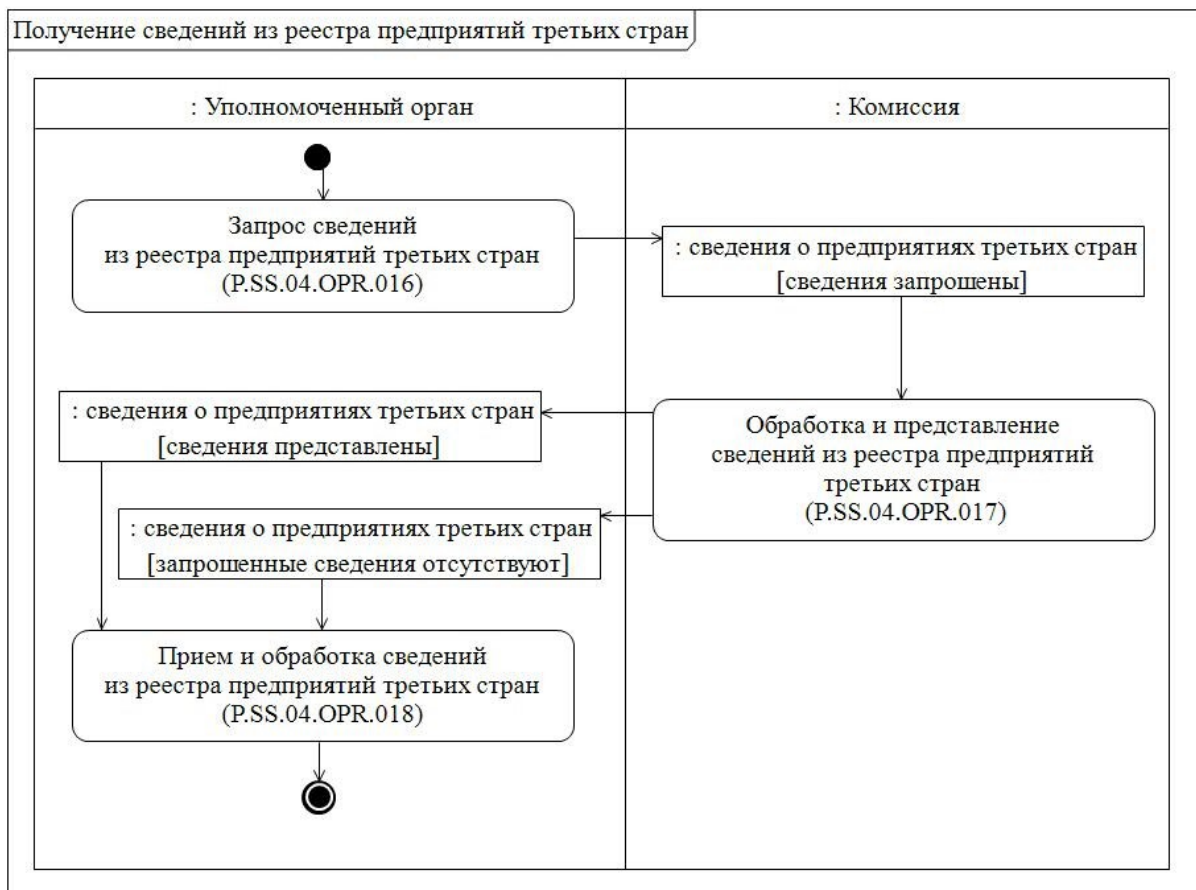 Получение сведений из реестра предприятий третьих стран
: Уполномоченный орган
: Комиссия
Запрос сведений
из реестра предприятий третьих стран
(P.SS.04.OPR.016)
: сведения о предприятиях третьих стран
[сведения запрошены]
: сведения о предприятиях третьих стран
[сведения представлены]
Обработка и представление
сведений из реестра предприятий
третьих стран
(P.SS.04.OPR.017)
: сведения о предприятиях третьих стран
[запрошенные сведения отсутствуют]
Прием и обработка сведений
из реестра предприятий третьих стран
(P.SS.04.OPR.018)